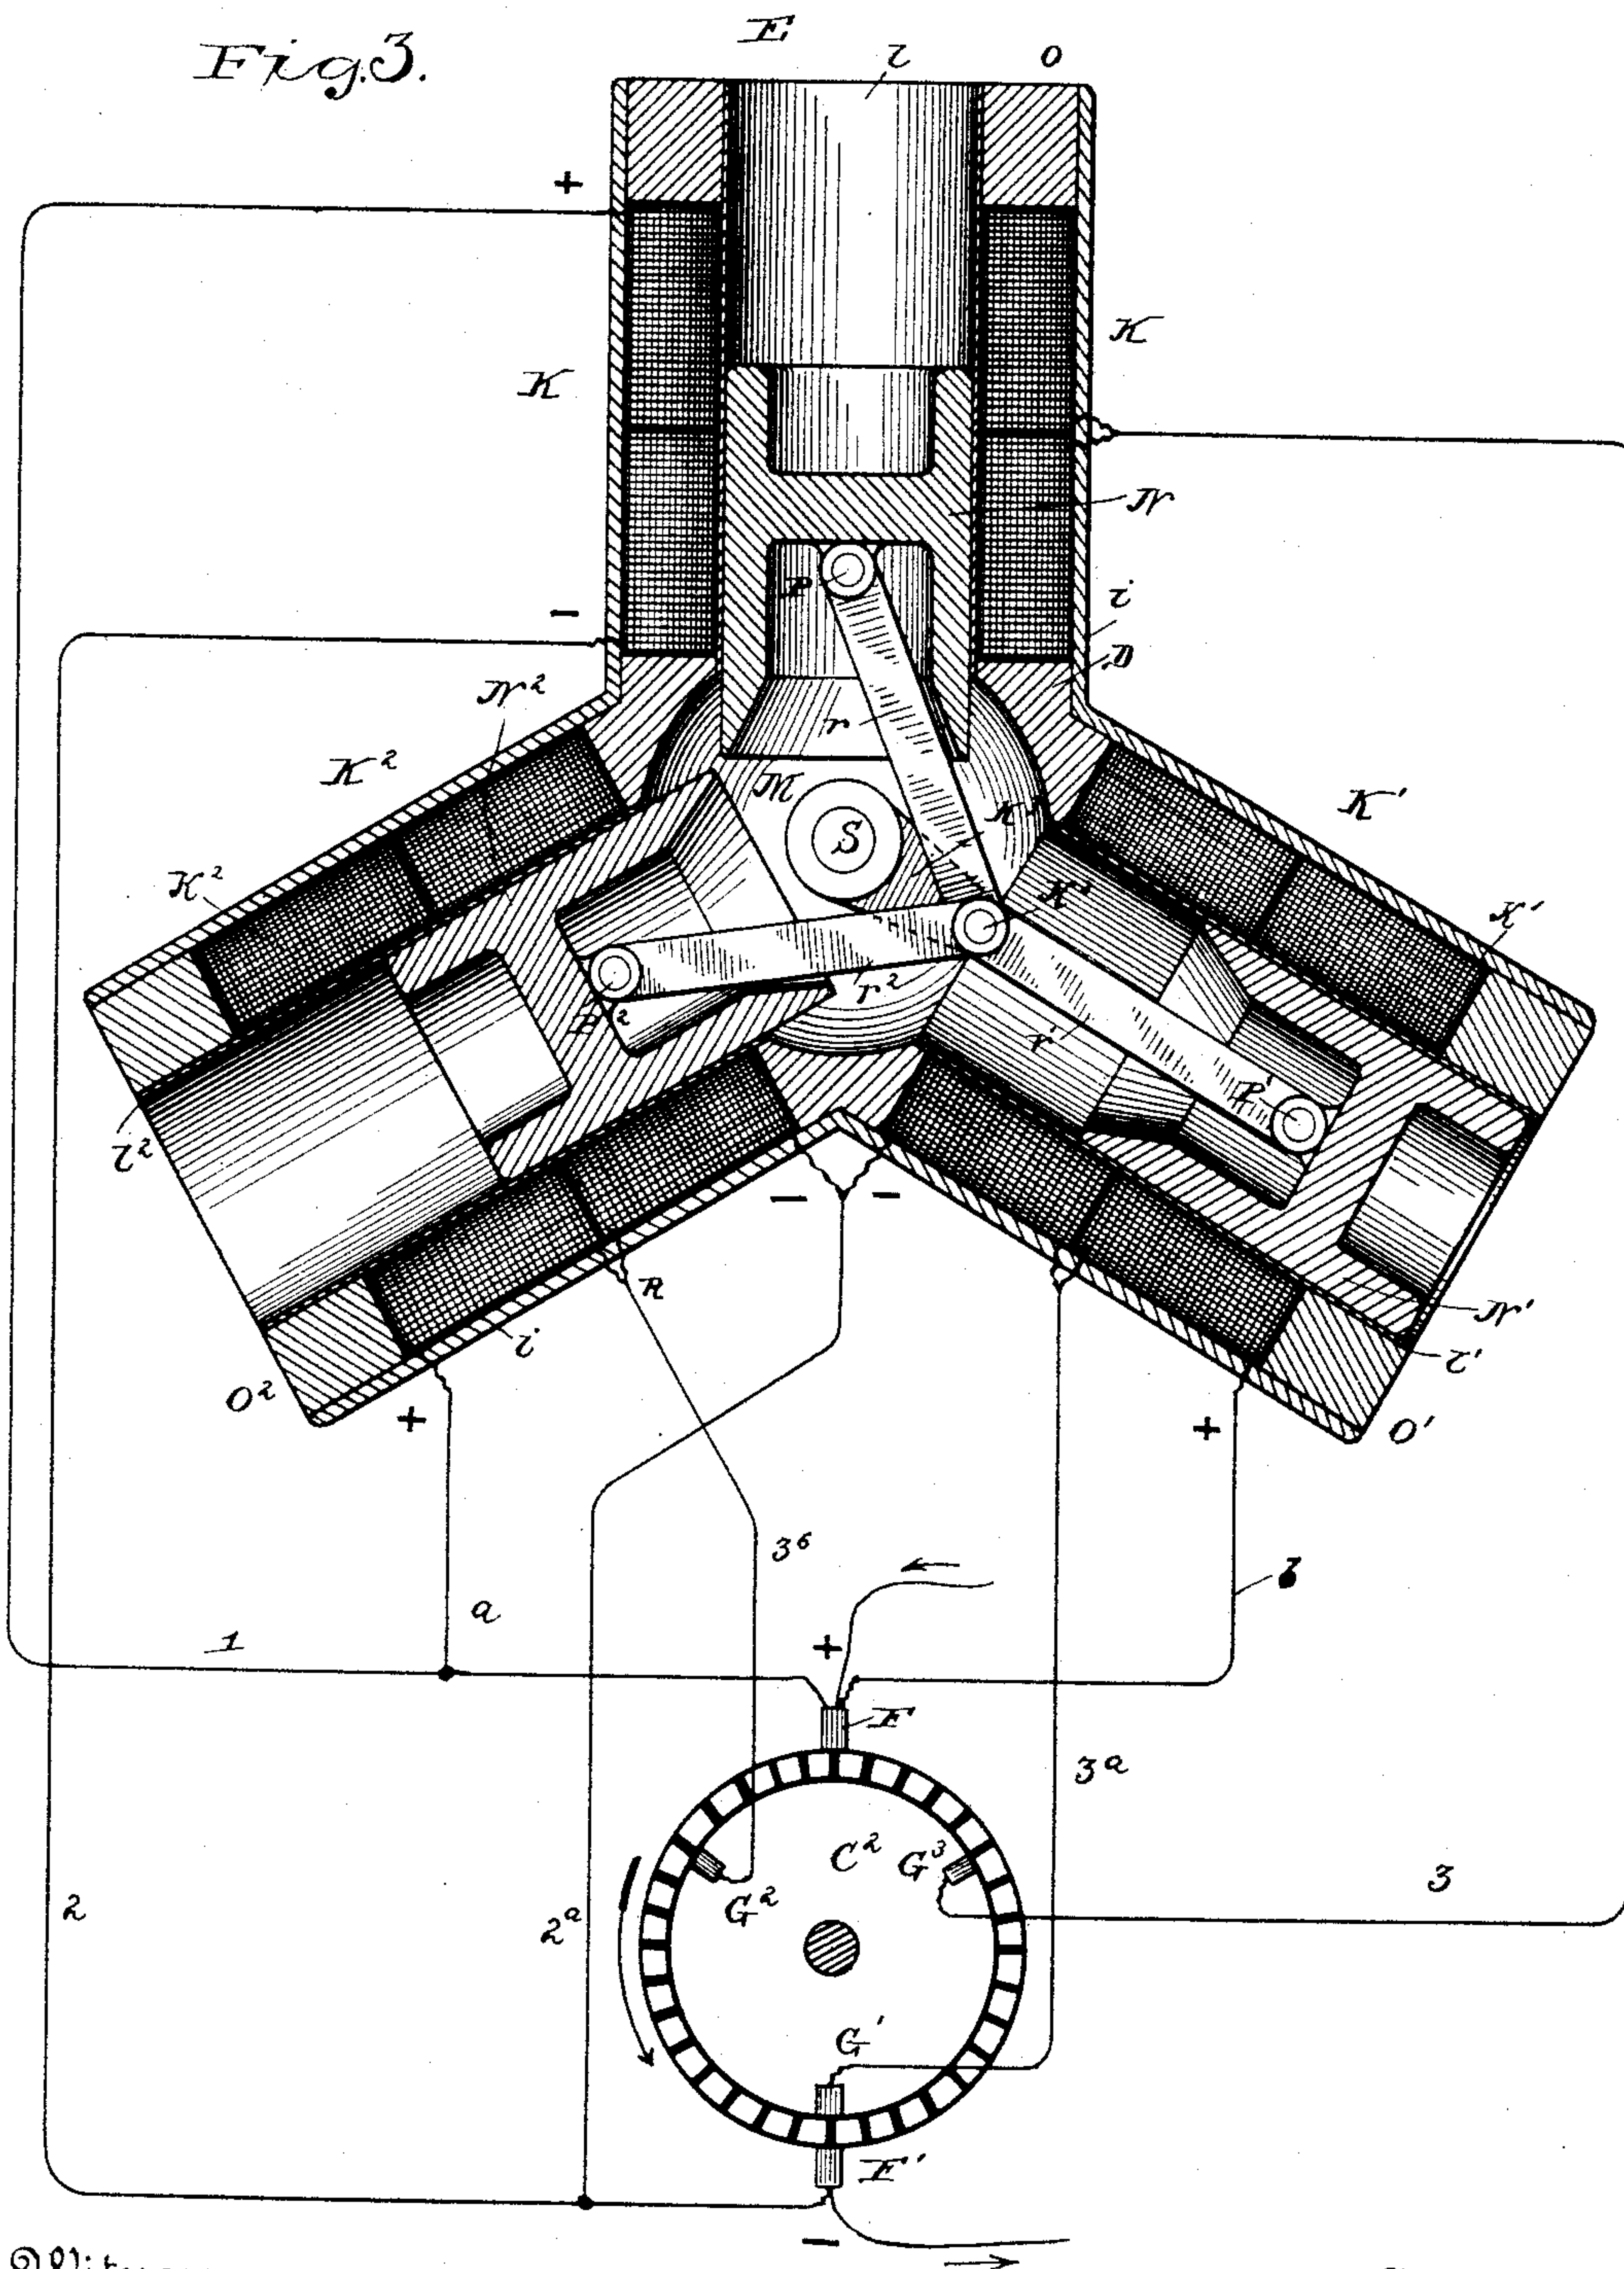 Fig. 3.
E
l
O
+
K
K
N
P
-
i
D
N²
r
K²
M
K'
S
K²
K'
r²
r'
P'
P²
l²
- -
R
i
N'
l'
O²
+
+
O'
3ᵇ
a
b
1
+
F
3ᵃ
C²
G³
G²
3
2
2ᵃ
G'
F'
-